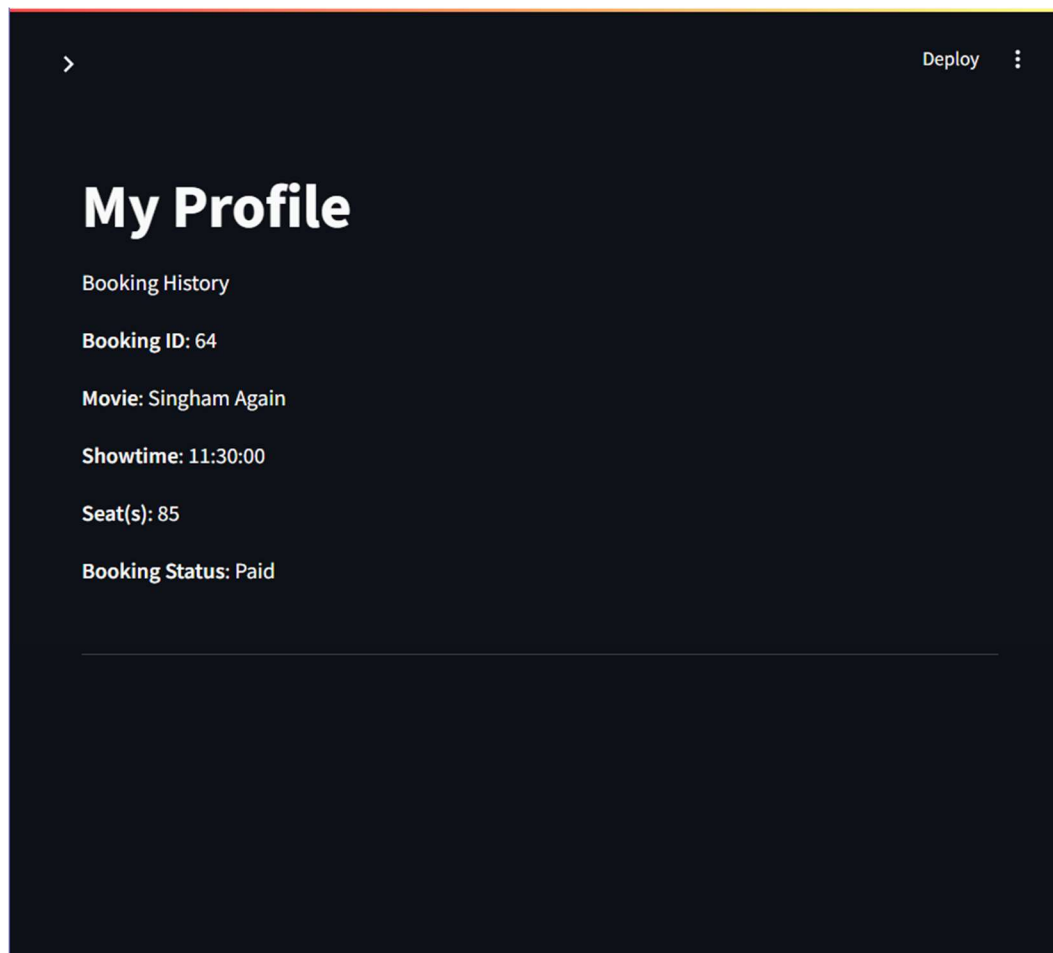 Deploy
My Profile
Booking History
Booking ID: 64
Movie: Singham Again
Showtime: 11:30:00
Seat(s): 85
Booking Status: Paid